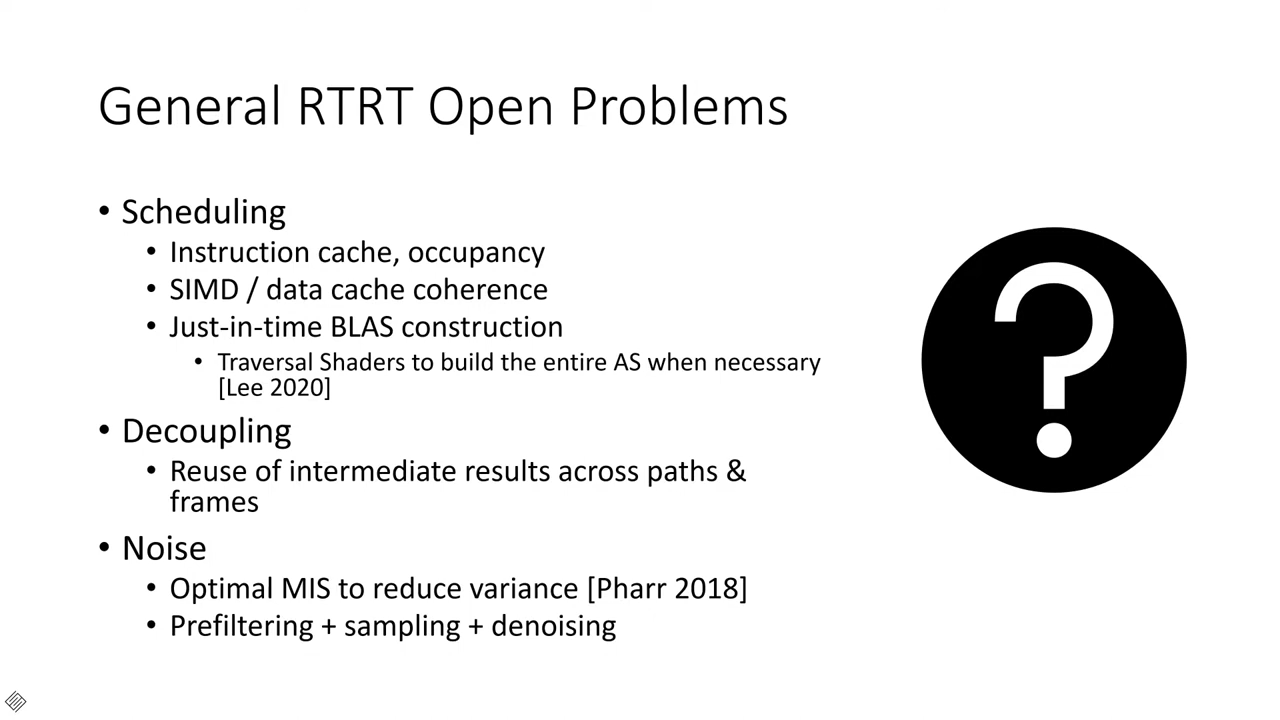 General RTRT Open Problems
• Scheduling
• Instruction cache, occupancy
• SIMD / data cache coherence
• Just-in-time BLAS construction
• Traversal Shaders to build the entire AS when necessary
[Lee 2020]
• Decoupling
• Reuse of intermediate results across paths &
frames
• Noise
• Optimal MIS to reduce variance [Pharr 2018]
• Prefiltering + sampling + denoising
?